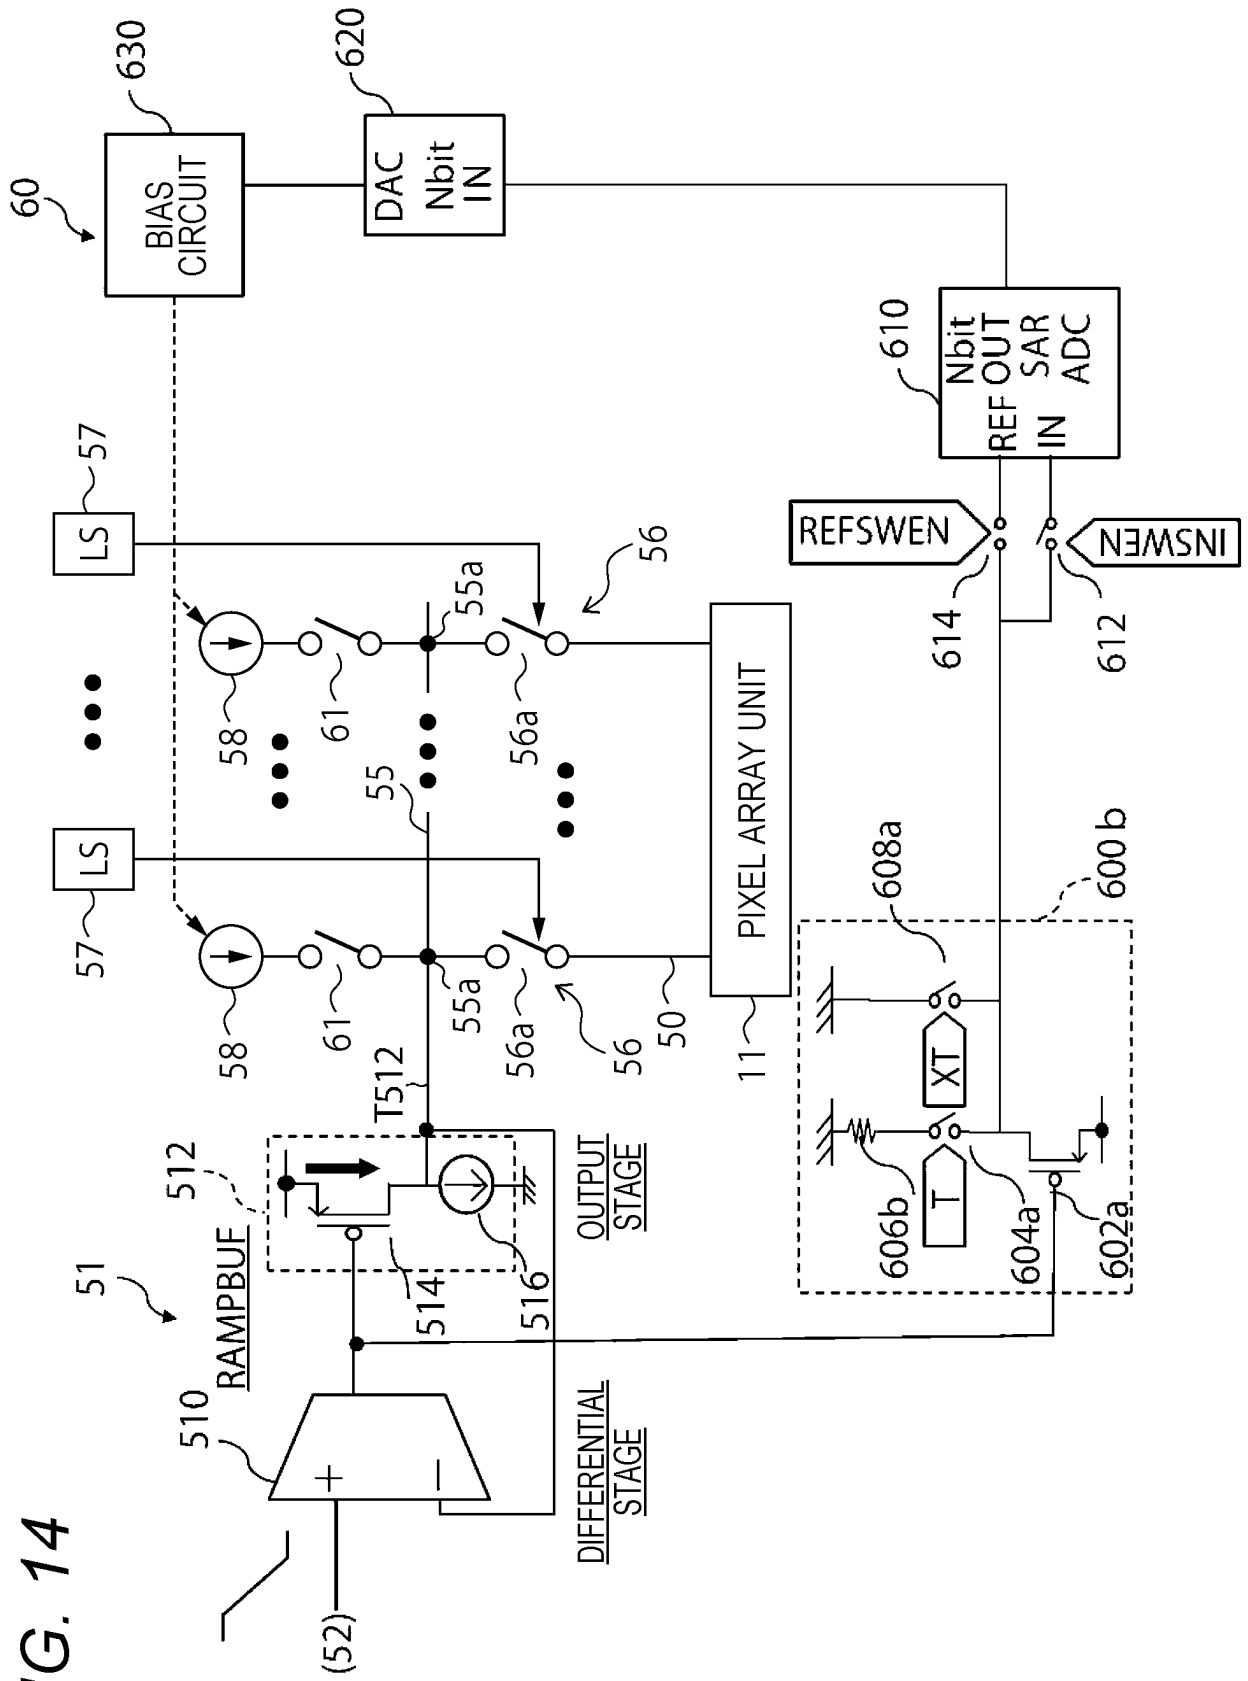 IG. 14
60
630
BIAS
CIRCUIT
620
DAC
Nbit
IN
57
LS
57
LS
58
58
61
61
55
55a
55a
56a
56a
56
56
50
T512
PIXEL ARRAY UNIT
11
51
RAMPBUF
512
514
516
OUTPUT
STAGE
510
+
−
(52)
DIFFERENTIAL
STAGE
610
Nbit
OUT
SAR
ADC
REF
IN
REFSWEN
INSWEN
614
612
608a
600b
XT
T
606b
604a
602a